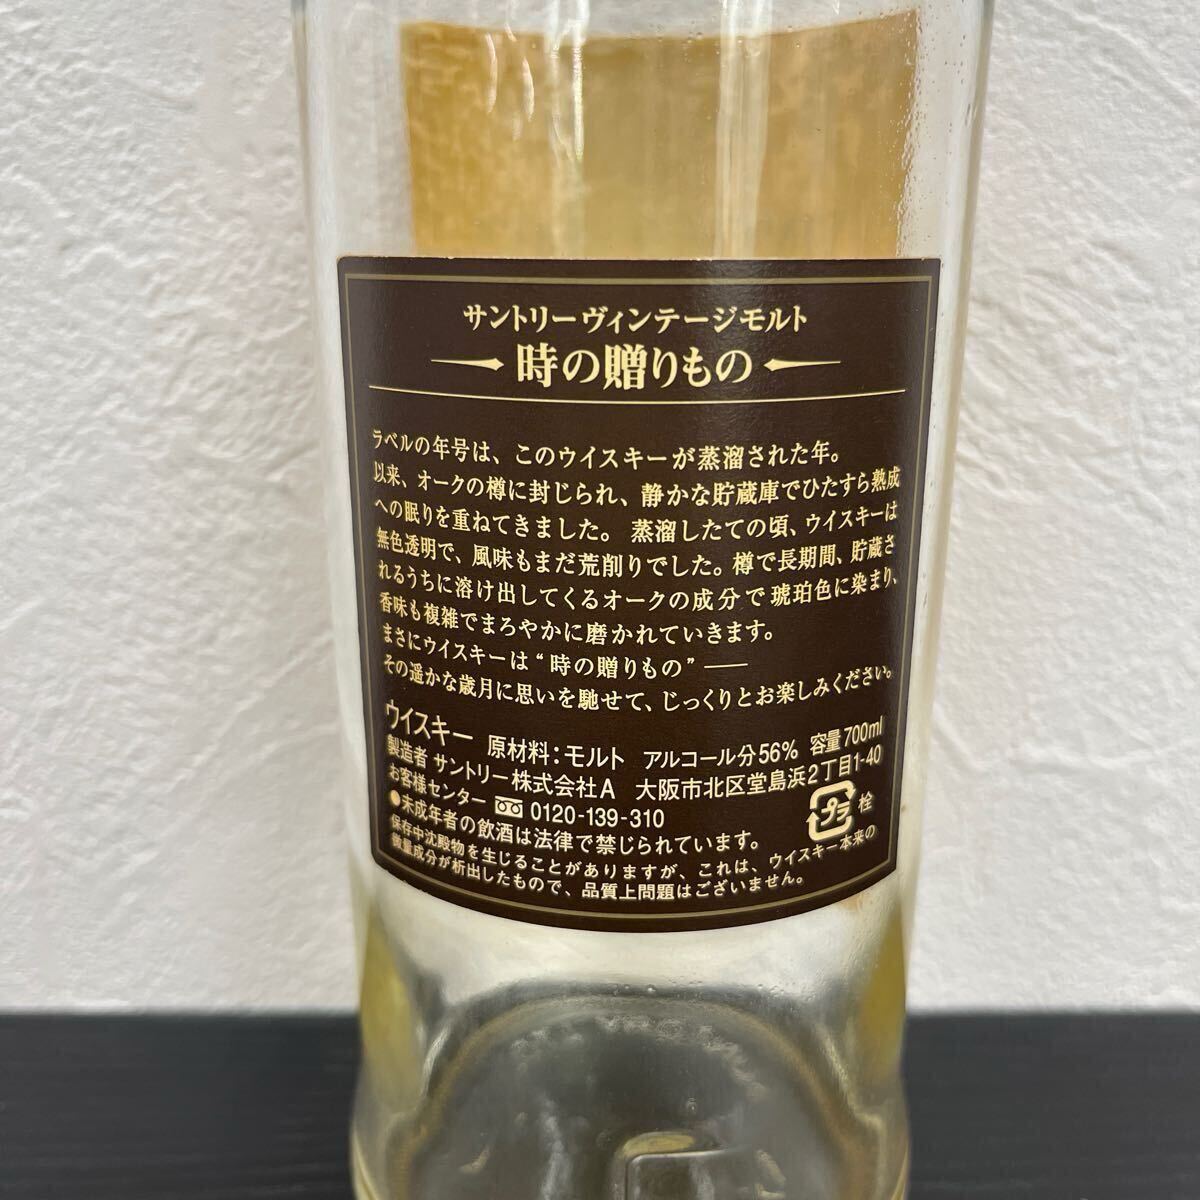 サントリーヴィンテージモルト
時の贈りもの
ラベルの年号は、このウイスキーが蒸溜された年。
以来、オークの樽に封じられ、静かな貯蔵庫でひたすら熟成
への眠りを重ねてきました。蒸溜したての頃、ウイスキーは
無色透明で、風味もまだ荒削りでした。樽で長期間、貯蔵さ
れるうちに溶け出してくるオークの成分で琥珀色に染まり、
香味も複雑でまろやかに磨かれていきます。
まさにウイスキーは“時の贈りもの”——
その遥かな歳月に思いを馳せて、じっくりとお楽しみください。
ウイスキー 原材料:モルト アルコール分56% 容量700ml
製造者 サントリー株式会社A 大阪市北区堂島浜2丁目1-40
お客様センター 0120-139-310
●未成年者の飲酒は法律で禁じられています。
プラ 栓
保存中沈殿物を生じることがありますが、これは、ウイスキー本来の
微量成分が析出したもので、品質上問題はございません。